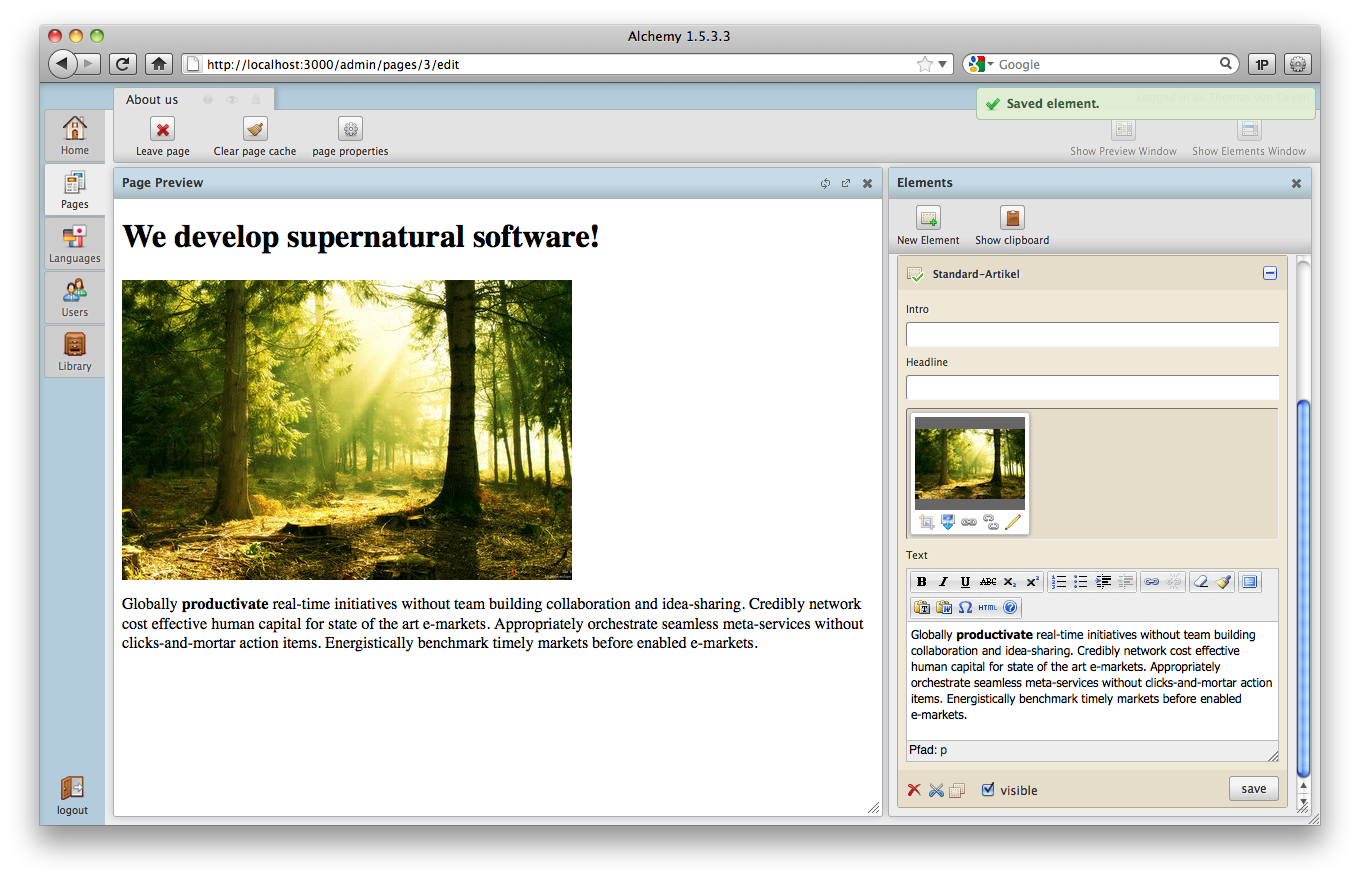 Alchemy 1.5.3.3
http://localhost:3000/admin/pages/3/edit
Google
1P
About us
Saved element.
Leave page
Clear page cache
page properties
Show Preview Window
Show Elements Window
Home
Pages
Languages
Users
Library
logout
Page Preview
We develop supernatural software!
Globally productivate real-time initiatives without team building collaboration and idea-sharing. Credibly network
cost effective human capital for state of the art e-markets. Appropriately orchestrate seamless meta-services without
clicks-and-mortar action items. Energistically benchmark timely markets before enabled e-markets.
Elements
New Element
Show clipboard
Standard-Artikel
Intro
Headline
Text
B I U ABC X₂ X²
HTML
Globally productivate real-time initiatives without team building
collaboration and idea-sharing. Credibly network cost effective
human capital for state of the art e-markets. Appropriately
orchestrate seamless meta-services without clicks-and-mortar action
items. Energistically benchmark timely markets before enabled
e-markets.
Pfad: p
visible
save